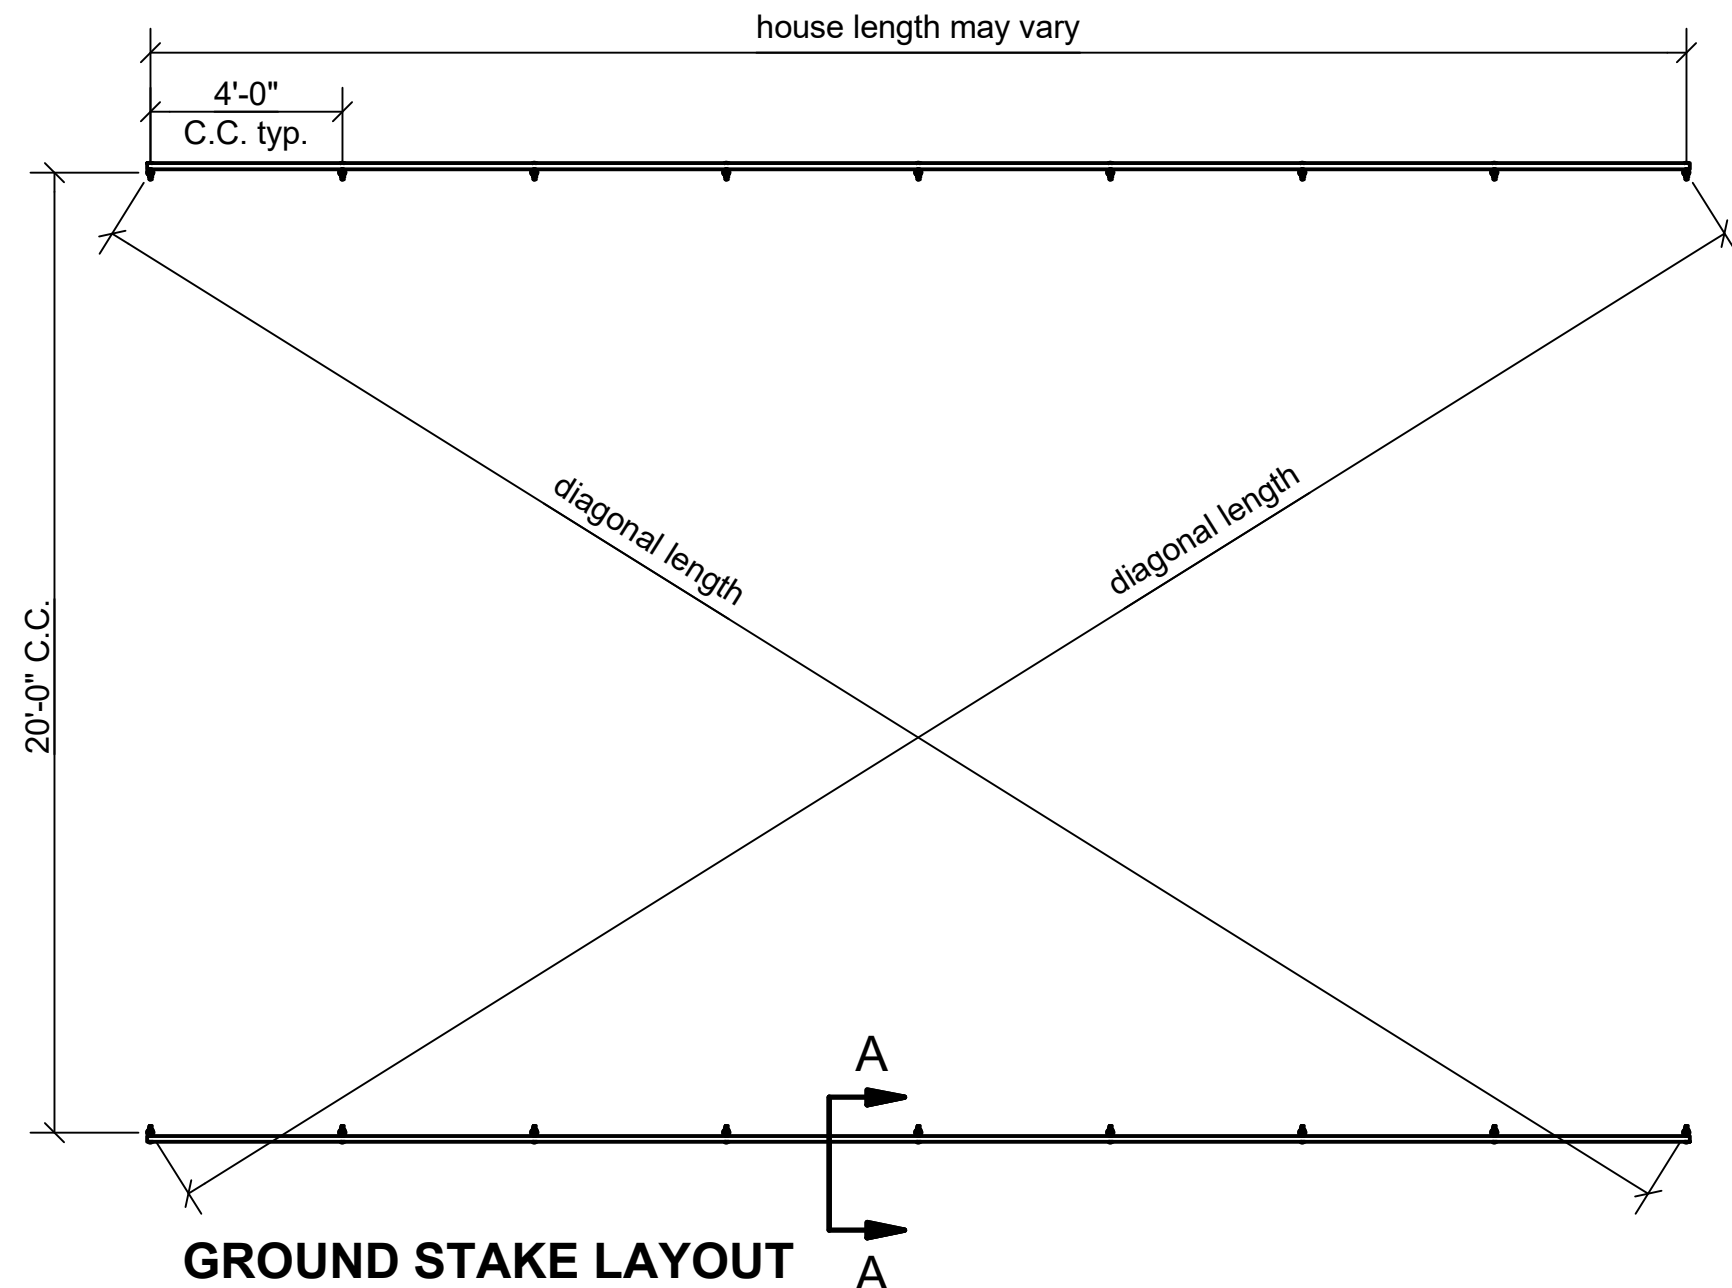 house length may vary
4'-0"
C.C. typ.
diagonal length
diagonal length
20'-0" C.C.
A
A
GROUND STAKE LAYOUT